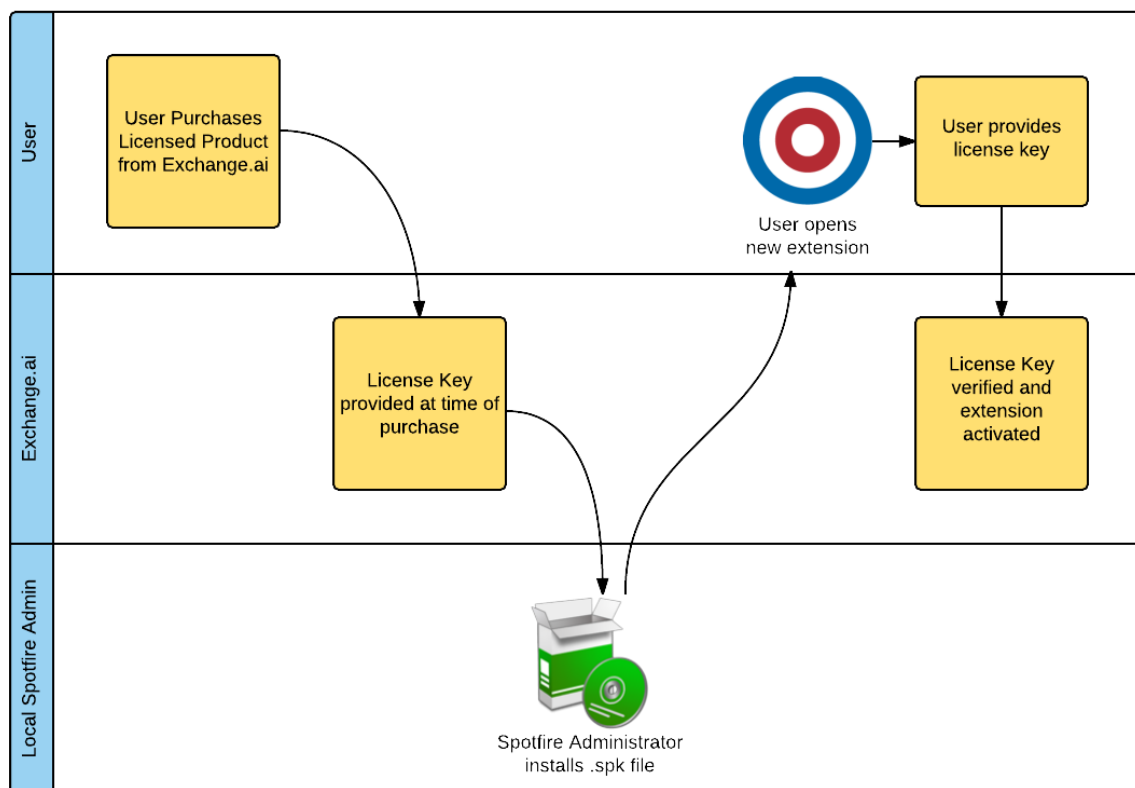 User
User Purchases
Licensed Product
from Exchange.ai
User opens
new extension
User provides
license key
Exchange.ai
License Key
provided at time of
purchase
License Key
verified and
extension
activated
Local Spotfire Admin
Spotfire Administrator
installs .spk file